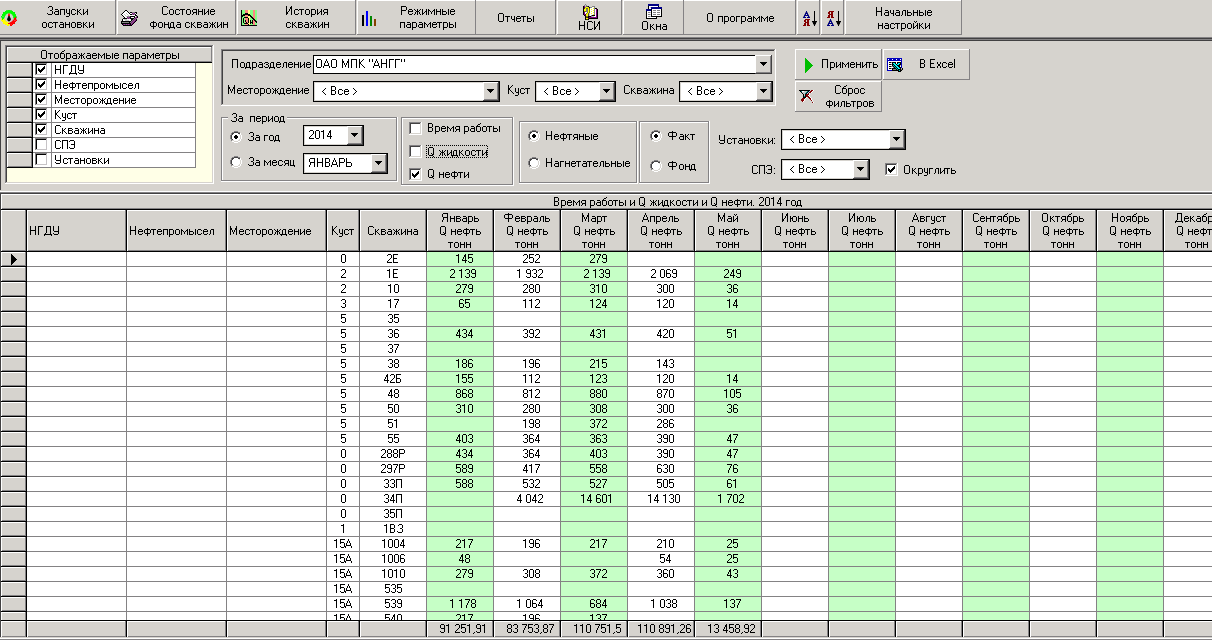 Запуски остановки
Состояние фонда скважин
История скважин
Режимные параметры
Отчеты
НСИ
Окна
О программе
А Я
Я А
Начальные настройки
Отображаемые параметры
НГДУ
Нефтепромысел
Месторождение
Куст
Скважина
СПЭ
Установки
Подразделение ОАО МПК "АНГГ"
Месторождение < Все > Куст < Все > Скважина < Все >
Применить
В Excel
Сброс фильтров
За период
За год 2014
За месяц ЯНВАРЬ
Время работы
Q жидкости
Q нефти
Нефтяные
Нагнетательные
Факт
Фонд
Установки: < Все >
СПЭ: < Все > Округлить
Время работы и Q жидкости и Q нефти. 2014 год
НГДУ Нефтепромысел Месторождение Куст Скважина
Январь Q нефть тонн
Февраль Q нефть тонн
Март Q нефть тонн
Апрель Q нефть тонн
Май Q нефть тонн
Июнь Q нефть тонн
Июль Q нефть тонн
Август Q нефть тонн
Сентябрь Q нефть тонн
Октябрь Q нефть тонн
Ноябрь Q нефть тонн
Декабр Q нефт тонн
0 2Е 145 252 279
2 1Е 2 139 1 932 2 139 2 069 249
2 10 279 280 310 300 36
3 17 65 112 124 120 14
5 35
5 36 434 392 431 420 51
5 37
5 38 186 196 215 143
5 42Б 155 112 123 120 14
5 48 868 812 880 870 105
5 50 310 280 308 300 36
5 51 198 372 286
5 55 403 364 363 390 47
0 288Р 434 364 403 390 47
0 297Р 589 417 558 630 76
0 33П 588 532 527 505 61
0 34П 4 042 14 601 14 130 1 702
0 35П
1 1ВЗ
15А 1004 217 196 217 210 25
15А 1006 48 54 25
15А 1010 279 308 372 360 43
15А 535
15А 539 1 178 1 064 684 1 038 137
15А 540 217 196 137
91 251,91 83 753,87 110 751,5 110 891,26 13 458,92